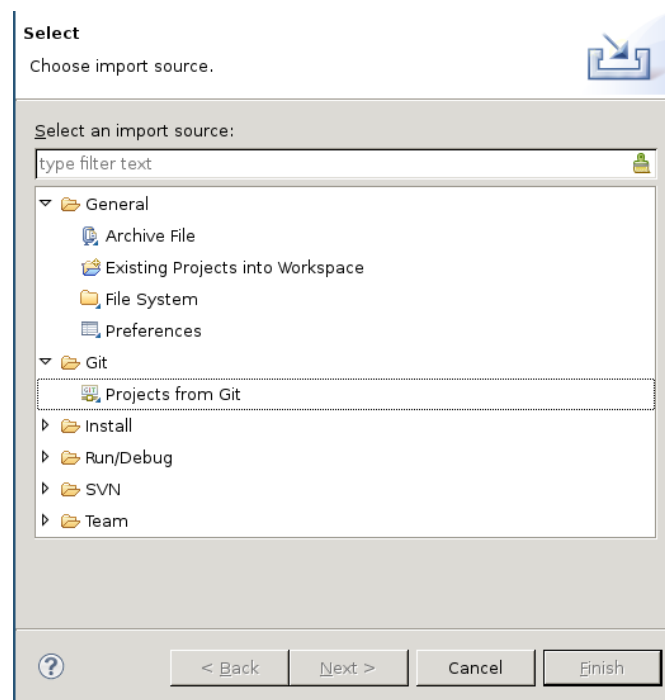 Select
Choose import source.
Select an import source:
type filter text
General
Archive File
Existing Projects into Workspace
File System
Preferences
Git
Projects from Git
Install
Run/Debug
SVN
Team
?
< Back
Next >
Cancel
Finish